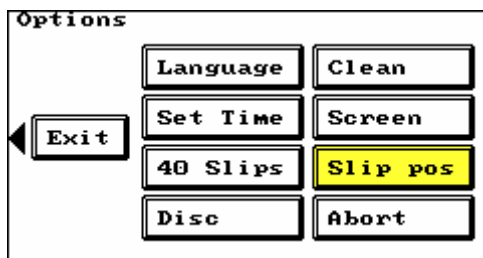 Options
Language Clean
Set Time Screen
Exit
40 Slips Slip pos
Disc Abort